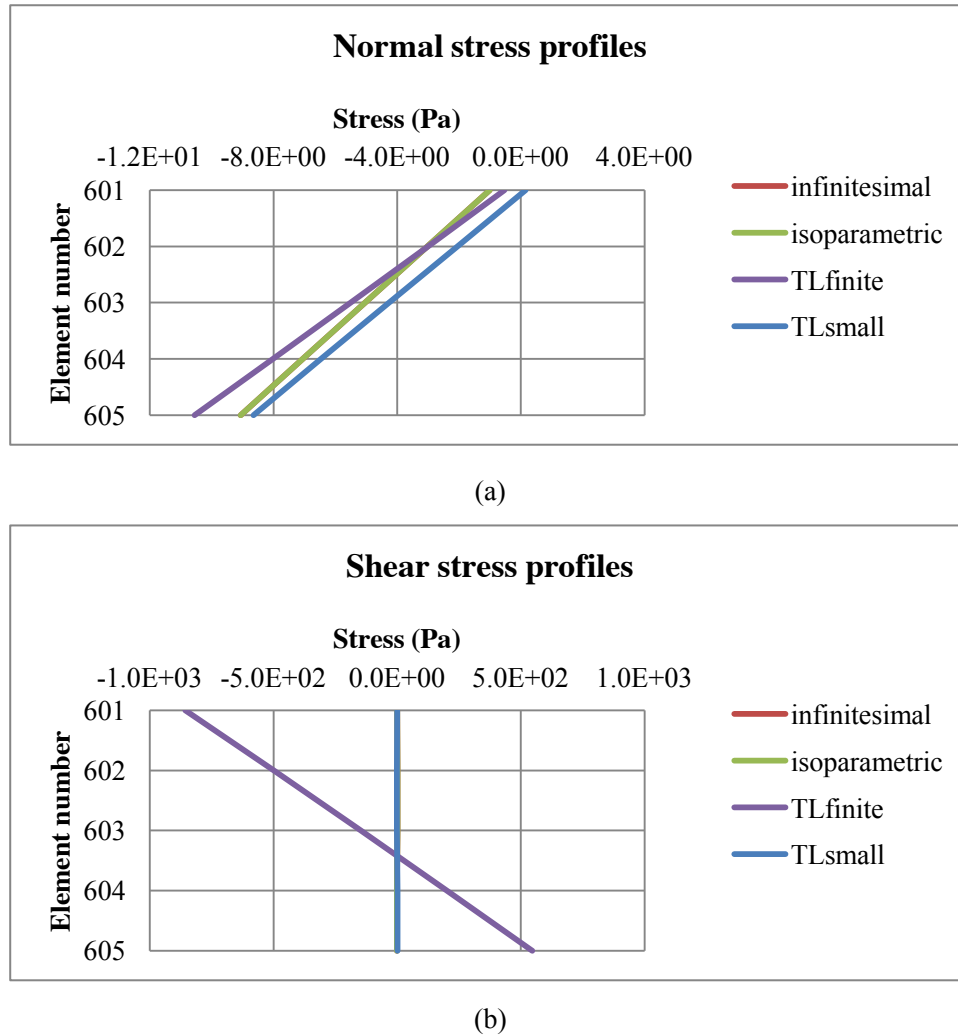 Normal stress profiles
Stress (Pa)
-1.2E+01 -8.0E+00 -4.0E+00 0.0E+00 4.0E+00
Element number
601
602
603
604
605
infinitesimal
isoparametric
TLfinite
TLsmall
(a)
Shear stress profiles
Stress (Pa)
-1.0E+03 -5.0E+02 0.0E+00 5.0E+02 1.0E+03
Element number
601
602
603
604
605
infinitesimal
isoparametric
TLfinite
TLsmall
(b)